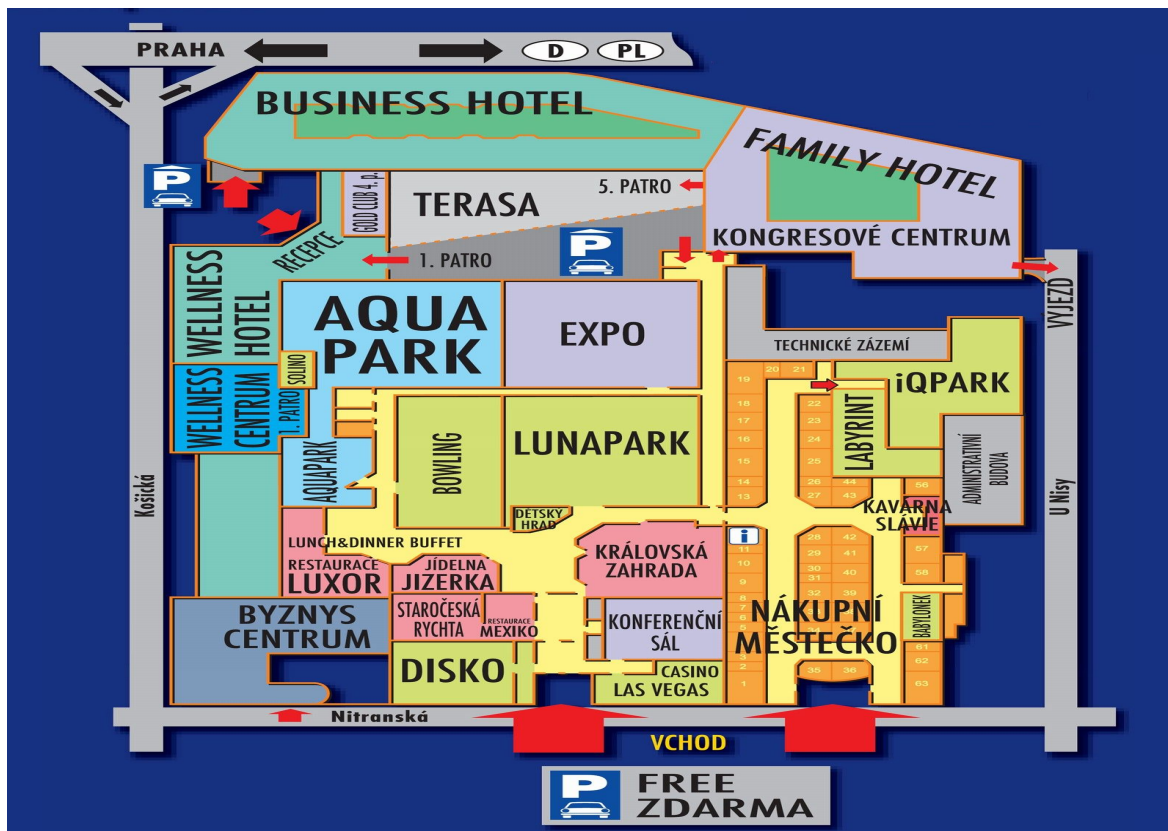 PRAHA
D
PL
BUSINESS HOTEL
FAMILY HOTEL
P
GOLD CLUB 4. p.
TERASA
5. PATRO
KONGRESOVÉ CENTRUM
RECEPCE
1. PATRO
P
WELLNESS
HOTEL
VÝJEZD
AQUA
PARK
EXPO
TECHNICKÉ ZÁZEMÍ
SOLINO
WELLNESS
CENTRUM
1. PATRO
19
20
21
iQPARK
18
22
17
23
16
24
15
25
LABYRINT
BOWLING
LUNAPARK
AQUAPARK
ADMINISTRATIVNÍ
BUDOVA
14
26
44
56
13
27
43
Košická
U Nisy
KAVÁRNA
SLÁVIE
DĚTSKÝ
HRAD
i
LUNCH&DINNER BUFFET
RESTAURACE
LUXOR
JÍDELNA
JIZERKA
KRÁLOVSKÁ
ZAHRADA
11
28
42
57
10
29
41
9
30
31
40
58
8
32
39
7
6
5
NÁKUPNÍ
MĚSTEČKO
34
BABYLONEK
BYZNYS
CENTRUM
STAROČESKÁ
RYCHTA
RESTAURACE
MEXIKO
KONFERENČNÍ
SÁL
3
2
1
35
36
61
62
63
DISKO
CASINO
LAS VEGAS
Nitranská
VCHOD
P
FREE
ZDARMA